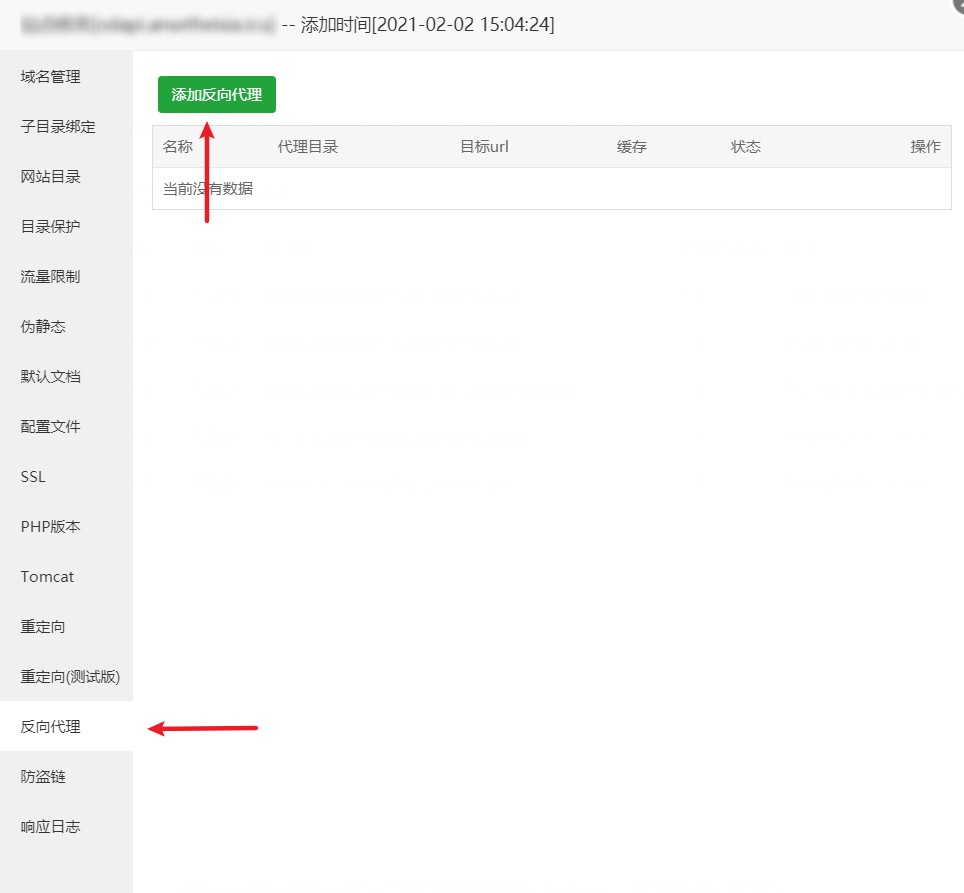 -- 添加时间[2021-02-02 15:04:24]
域名管理
子目录绑定
网站目录
目录保护
流量限制
伪静态
默认文档
配置文件
SSL
PHP版本
Tomcat
重定向
重定向(测试版)
反向代理
防盗链
响应日志
添加反向代理
名称 代理目录 目标url 缓存 状态 操作
当前没有数据